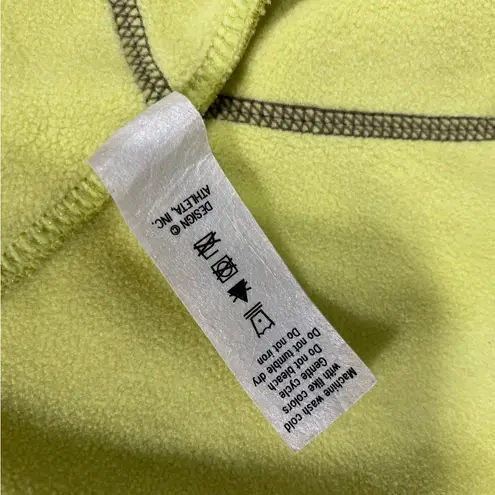 Machine wash cold
with like colors
Gentle cycle
Do not bleach
Do not tumble dry
Do not iron
DESIGN ©
ATHLETA, INC.